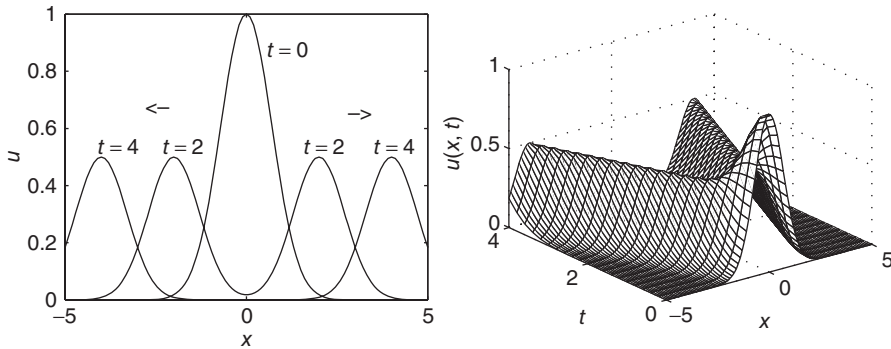 1
0.8
0.6
0.4
0.2
0
u
t = 0
<–
–>
t = 4
t = 2
t = 2
t = 4
–5
0
5
x
1
0.5
0
u(x, t)
4
2
0
t
–5
0
5
x